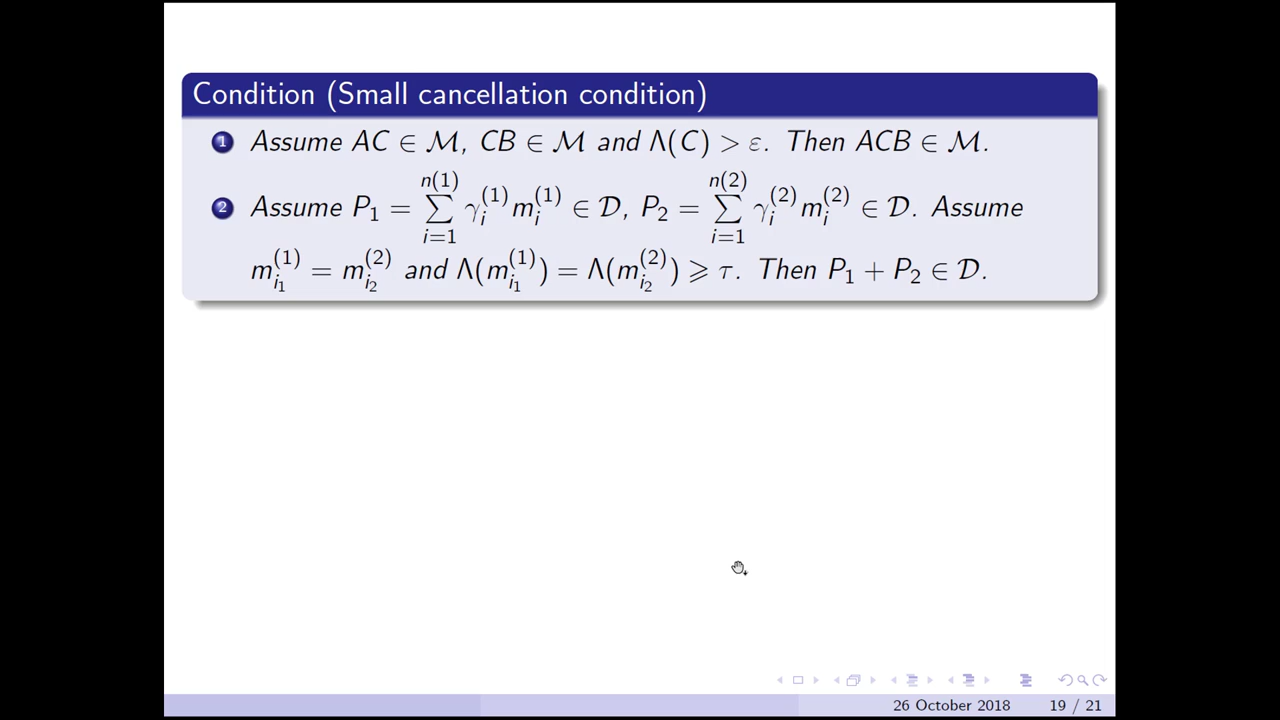 Condition (Small cancellation condition)
1 Assume AC ∈ ℳ, CB ∈ ℳ and Λ(C) > ε. Then ACB ∈ ℳ.
2 Assume P₁ = ∑_{i=1}^{n(1)} γ_i^{(1)} m_i^{(1)} ∈ 𝒟, P₂ = ∑_{i=1}^{n(2)} γ_i^{(2)} m_i^{(2)} ∈ 𝒟. Assume
m_{i₁}^{(1)} = m_{i₂}^{(2)} and Λ(m_{i₁}^{(1)}) = Λ(m_{i₂}^{(2)}) ⩾ τ. Then P₁ + P₂ ∈ 𝒟.
26 October 2018 19 / 21